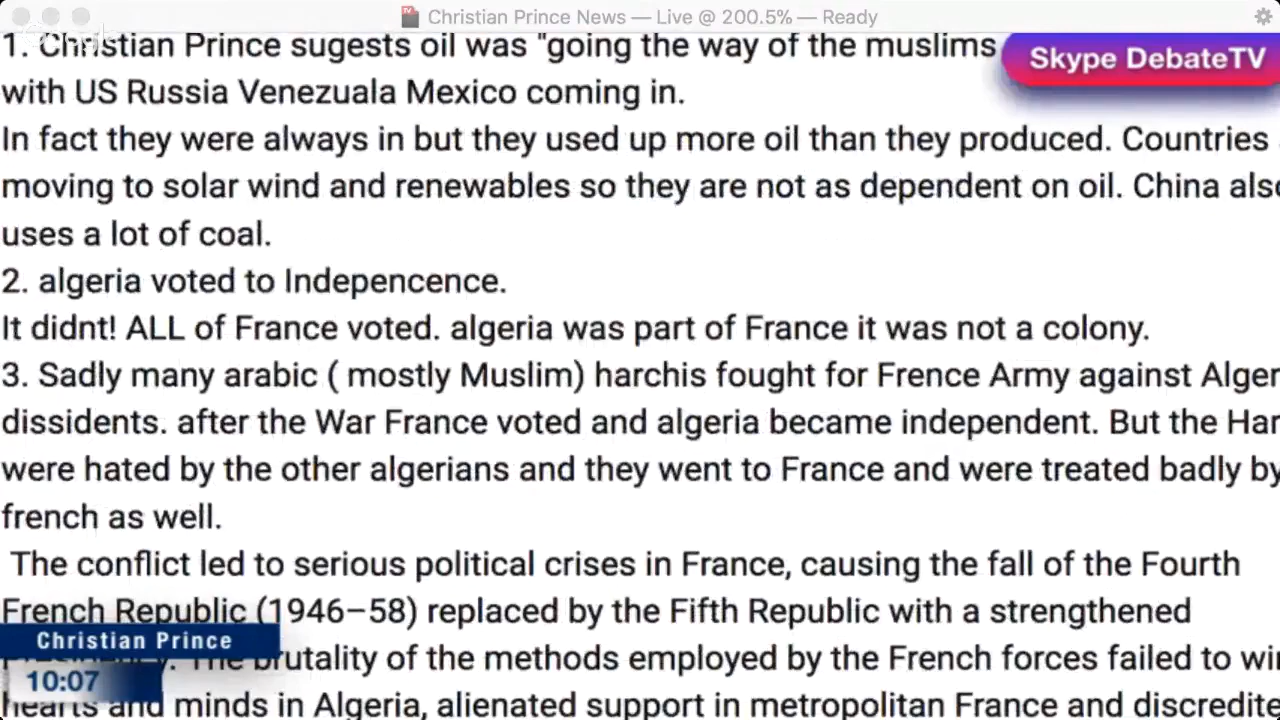 Christian Prince News — Live @ 200.5% — Ready
1. Christian Prince sugests oil was "going the way of the muslims
Skype DebateTV
with US Russia Venezuala Mexico coming in.
In fact they were always in but they used up more oil than they produced. Countries
moving to solar wind and renewables so they are not as dependent on oil. China also
uses a lot of coal.
2. algeria voted to Indepencence.
It didnt! ALL of France voted. algeria was part of France it was not a colony.
3. Sadly many arabic ( mostly Muslim) harchis fought for Frence Army against Alger
dissidents. after the War France voted and algeria became independent. But the Har
were hated by the other algerians and they went to France and were treated badly by
french as well.
The conflict led to serious political crises in France, causing the fall of the Fourth
French Republic (1946–58) replaced by the Fifth Republic with a strengthened
Christian Prince
The brutality of the methods employed by the French forces failed to win
10:07
hearts and minds in Algeria, alienated support in metropolitan France and discredite